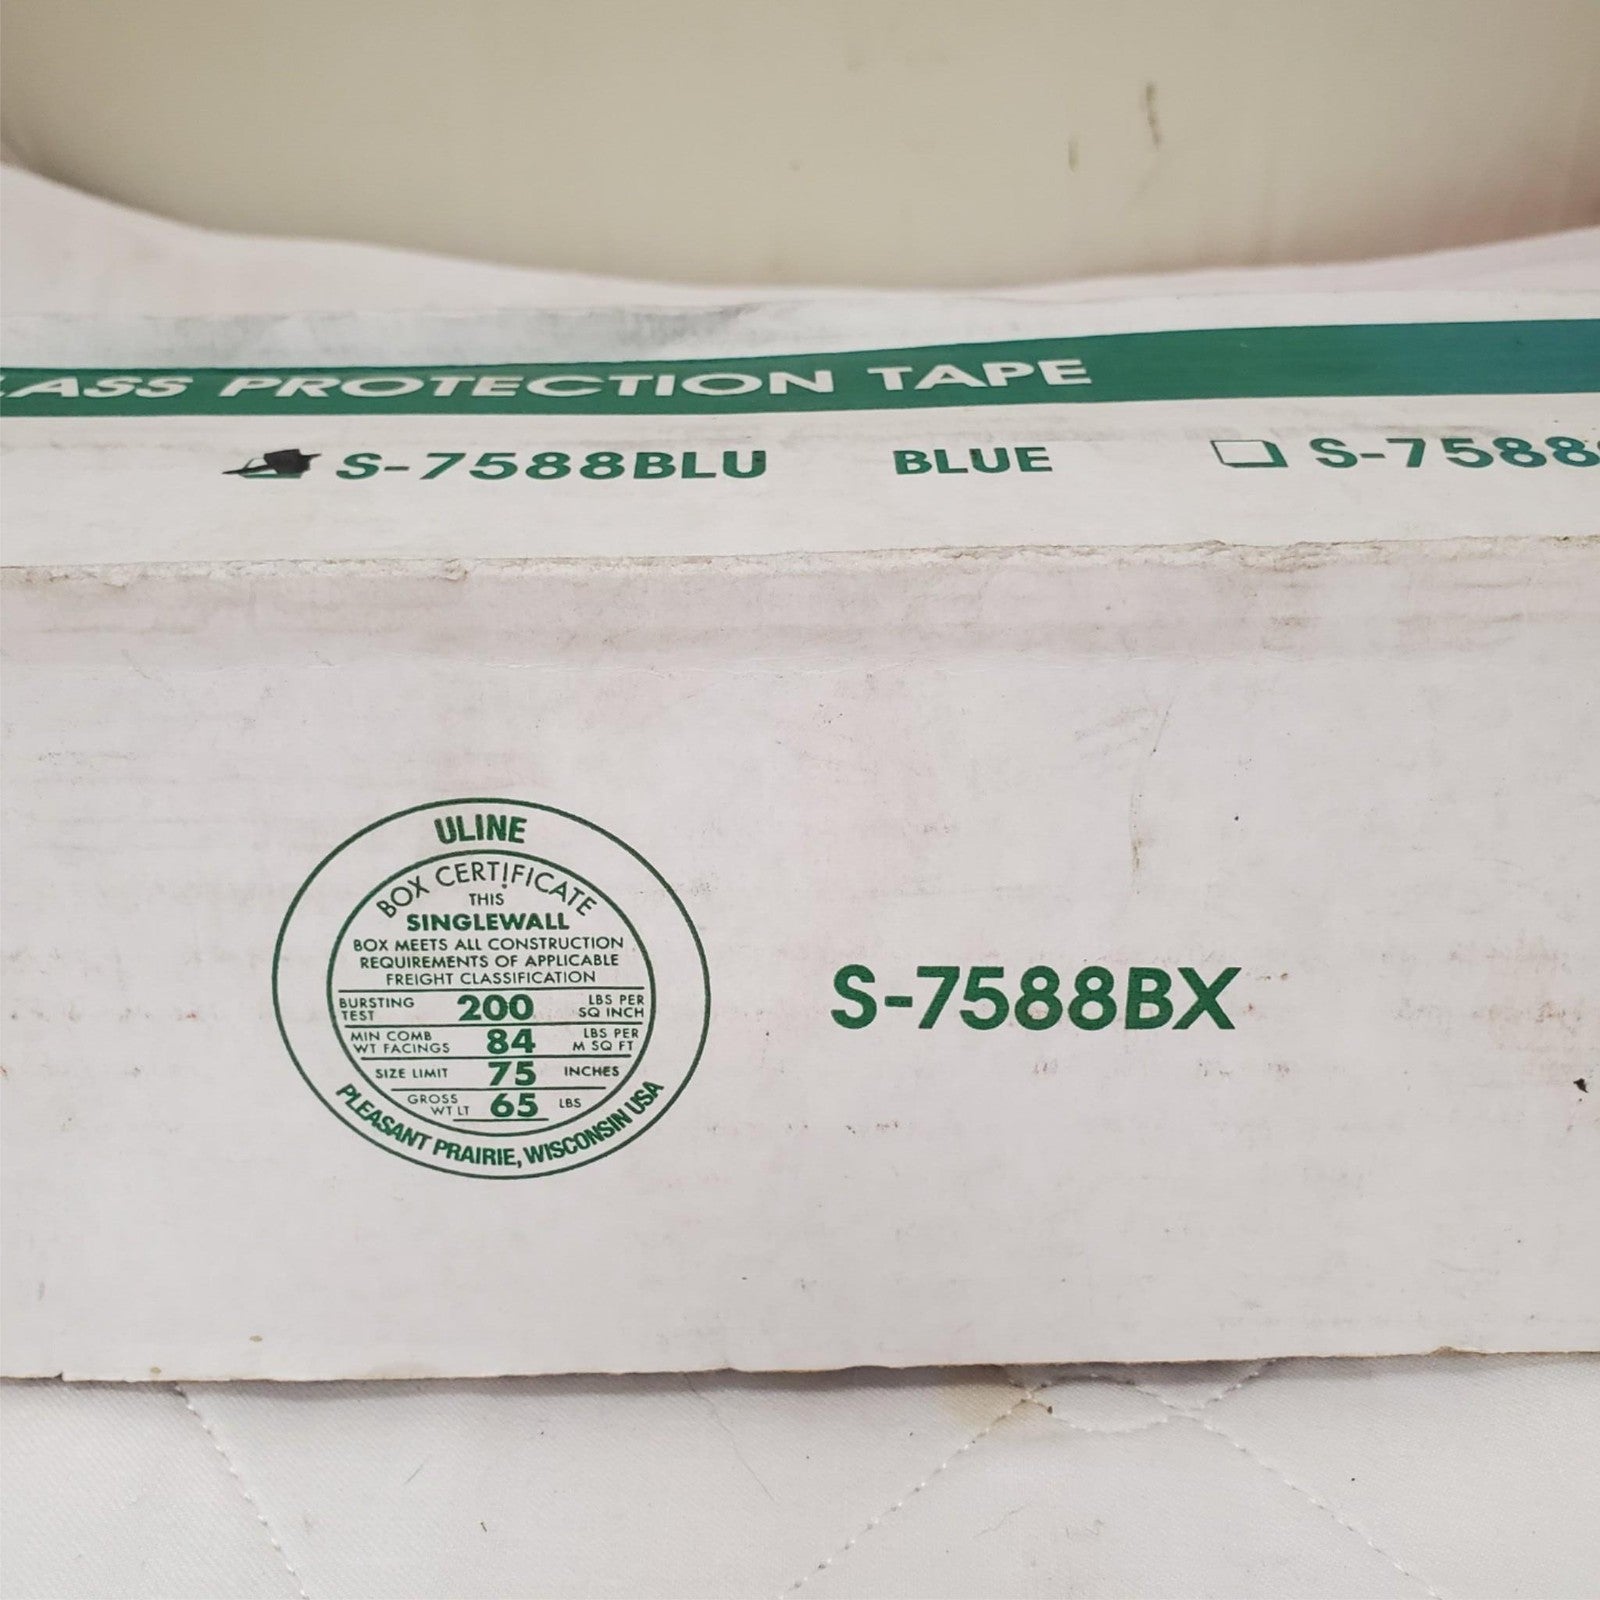 PROTECTION TAPE
S-7588BLU BLUE S-7588
ULINE
BOX CERTIFICATE
THIS
SINGLEWALL
BOX MEETS ALL CONSTRUCTION
REQUIREMENTS OF APPLICABLE
FREIGHT CLASSIFICATION
BURSTING TEST 200 LBS PER SQ INCH
MIN COMB WT FACINGS 84 LBS PER M SQ FT
SIZE LIMIT 75 INCHES
GROSS WT LT 65 LBS
PLEASANT PRAIRIE, WISCONSIN USA
S-7588BX